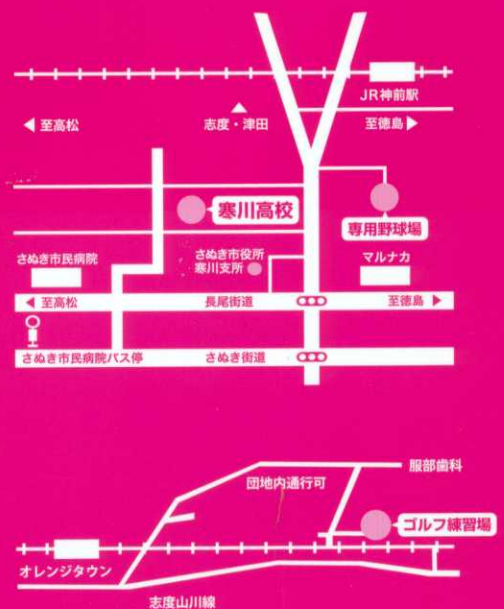 JR神前駅
◀至高松
志度・津田
至徳島▶
寒川高校
専用野球場
さぬき市民病院
さぬき市役所
寒川支所
マルナカ
◀至高松
長尾街道
至徳島▶
さぬき市民病院バス停
さぬき街道
服部歯科
団地内通行可
ゴルフ練習場
オレンジタウン
志度山川線